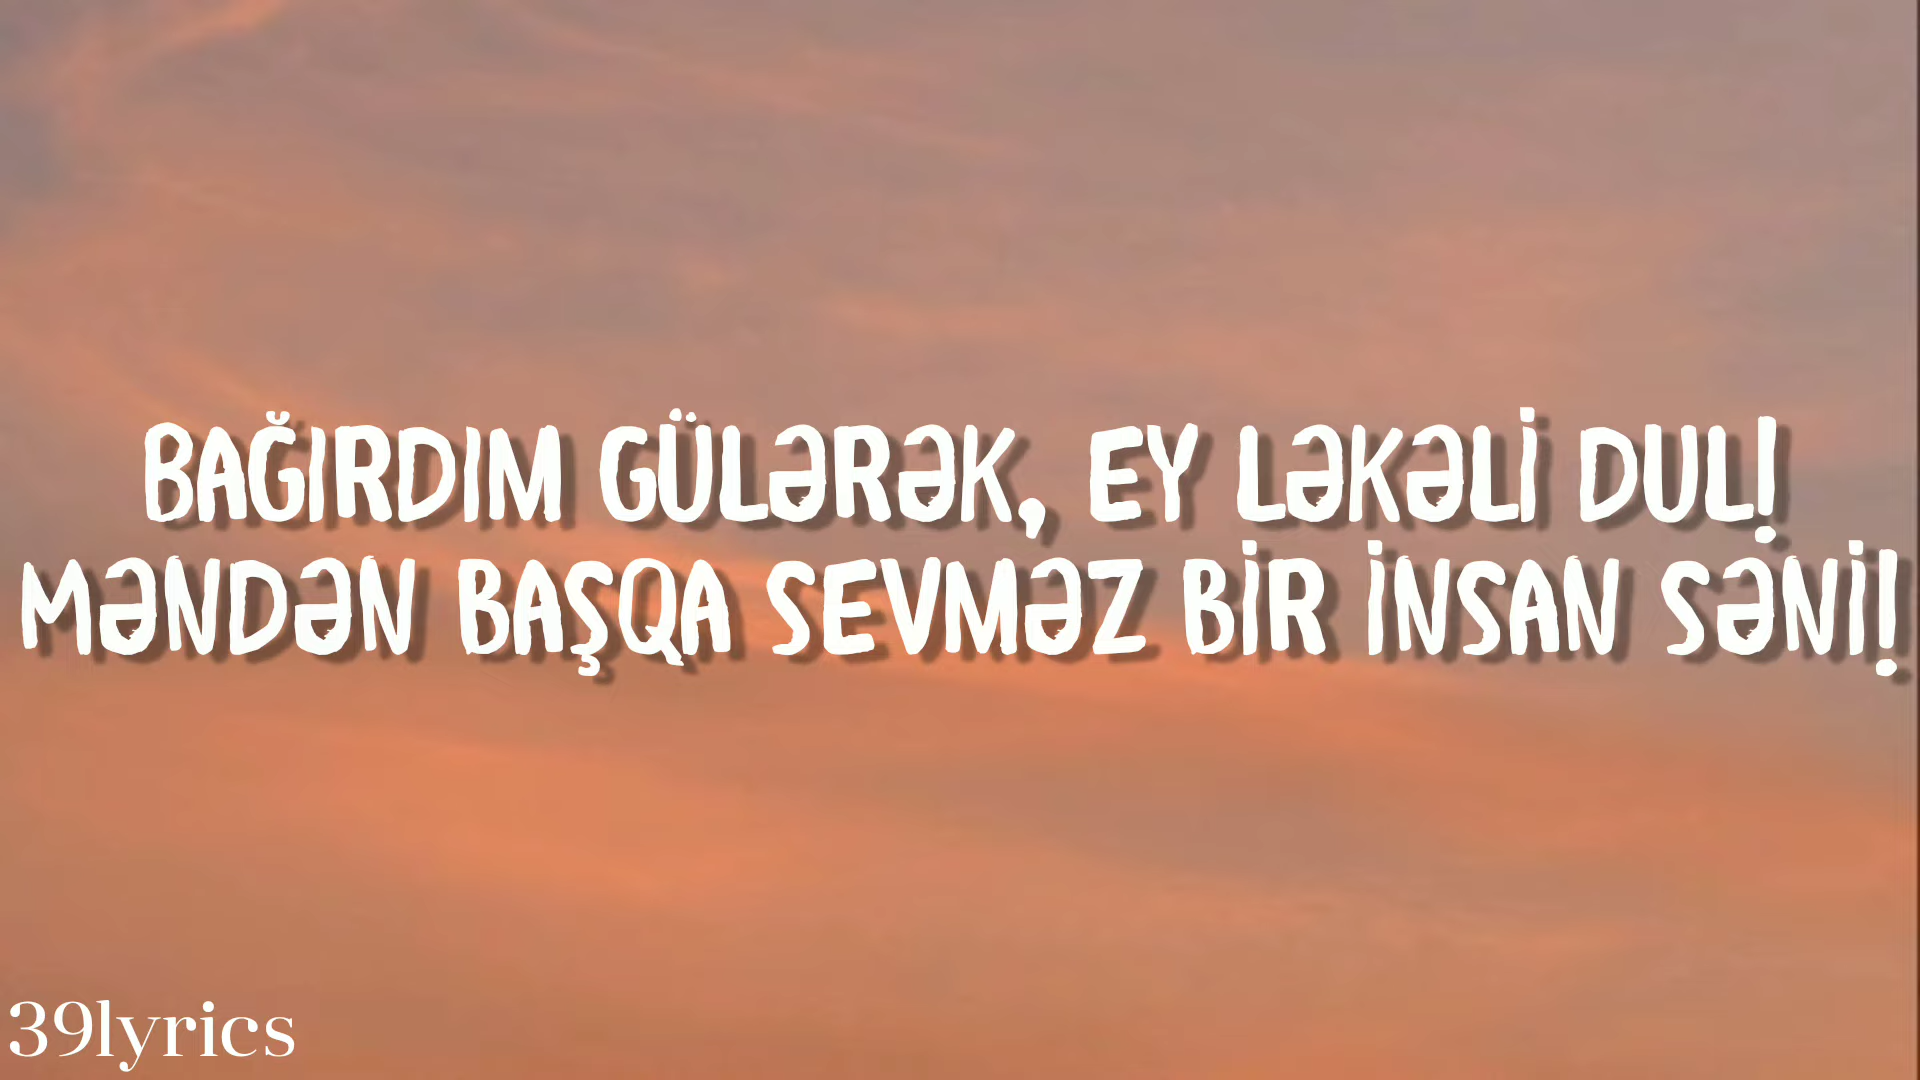 BAĞIRDIM GÜLƏRƏK, EY LƏKƏLİ DUL!
MƏNDƏN BAŞQA SEVMƏZ BİR İNSAN SƏNİ!
39lyrics